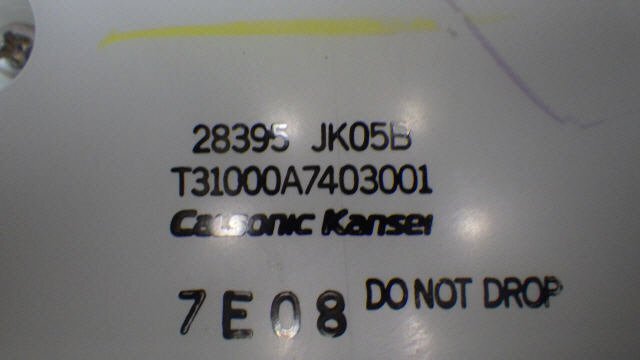 28395 JK05B
T31000A7403001
Calsonic Kansei
7E08 DO NOT DROP